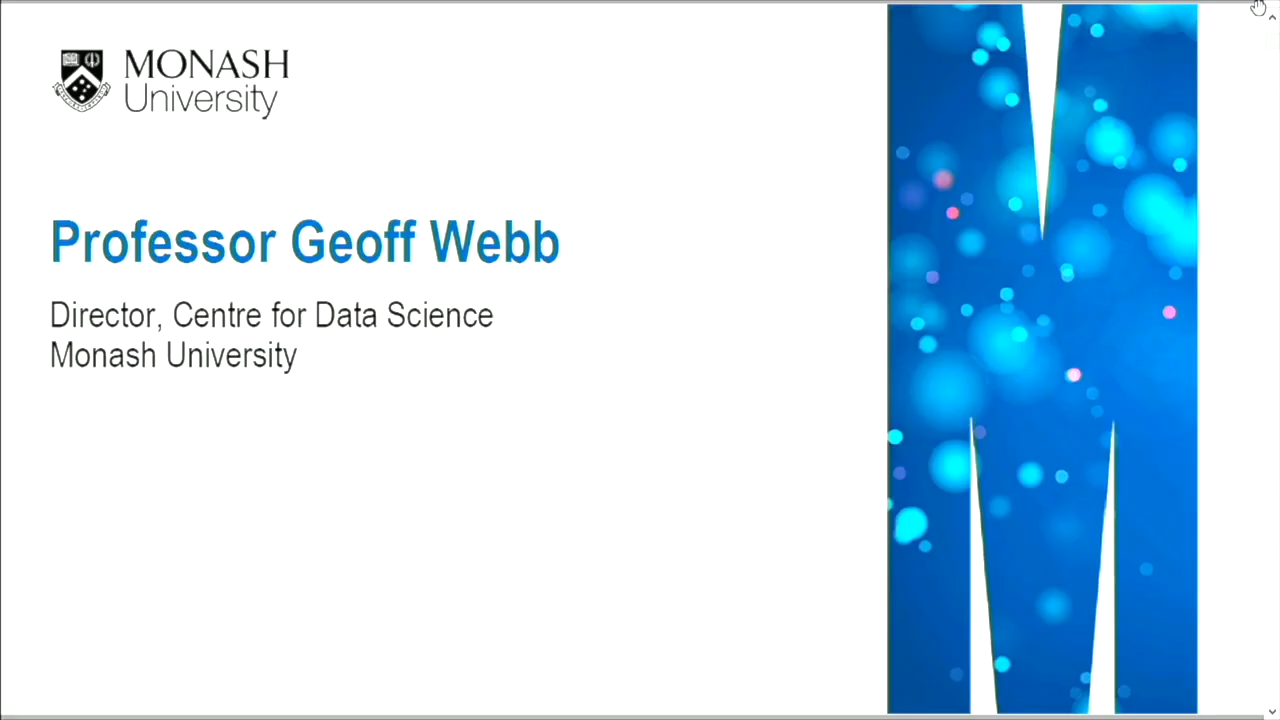 MONASH
University
Professor Geoff Webb
Director, Centre for Data Science
Monash University